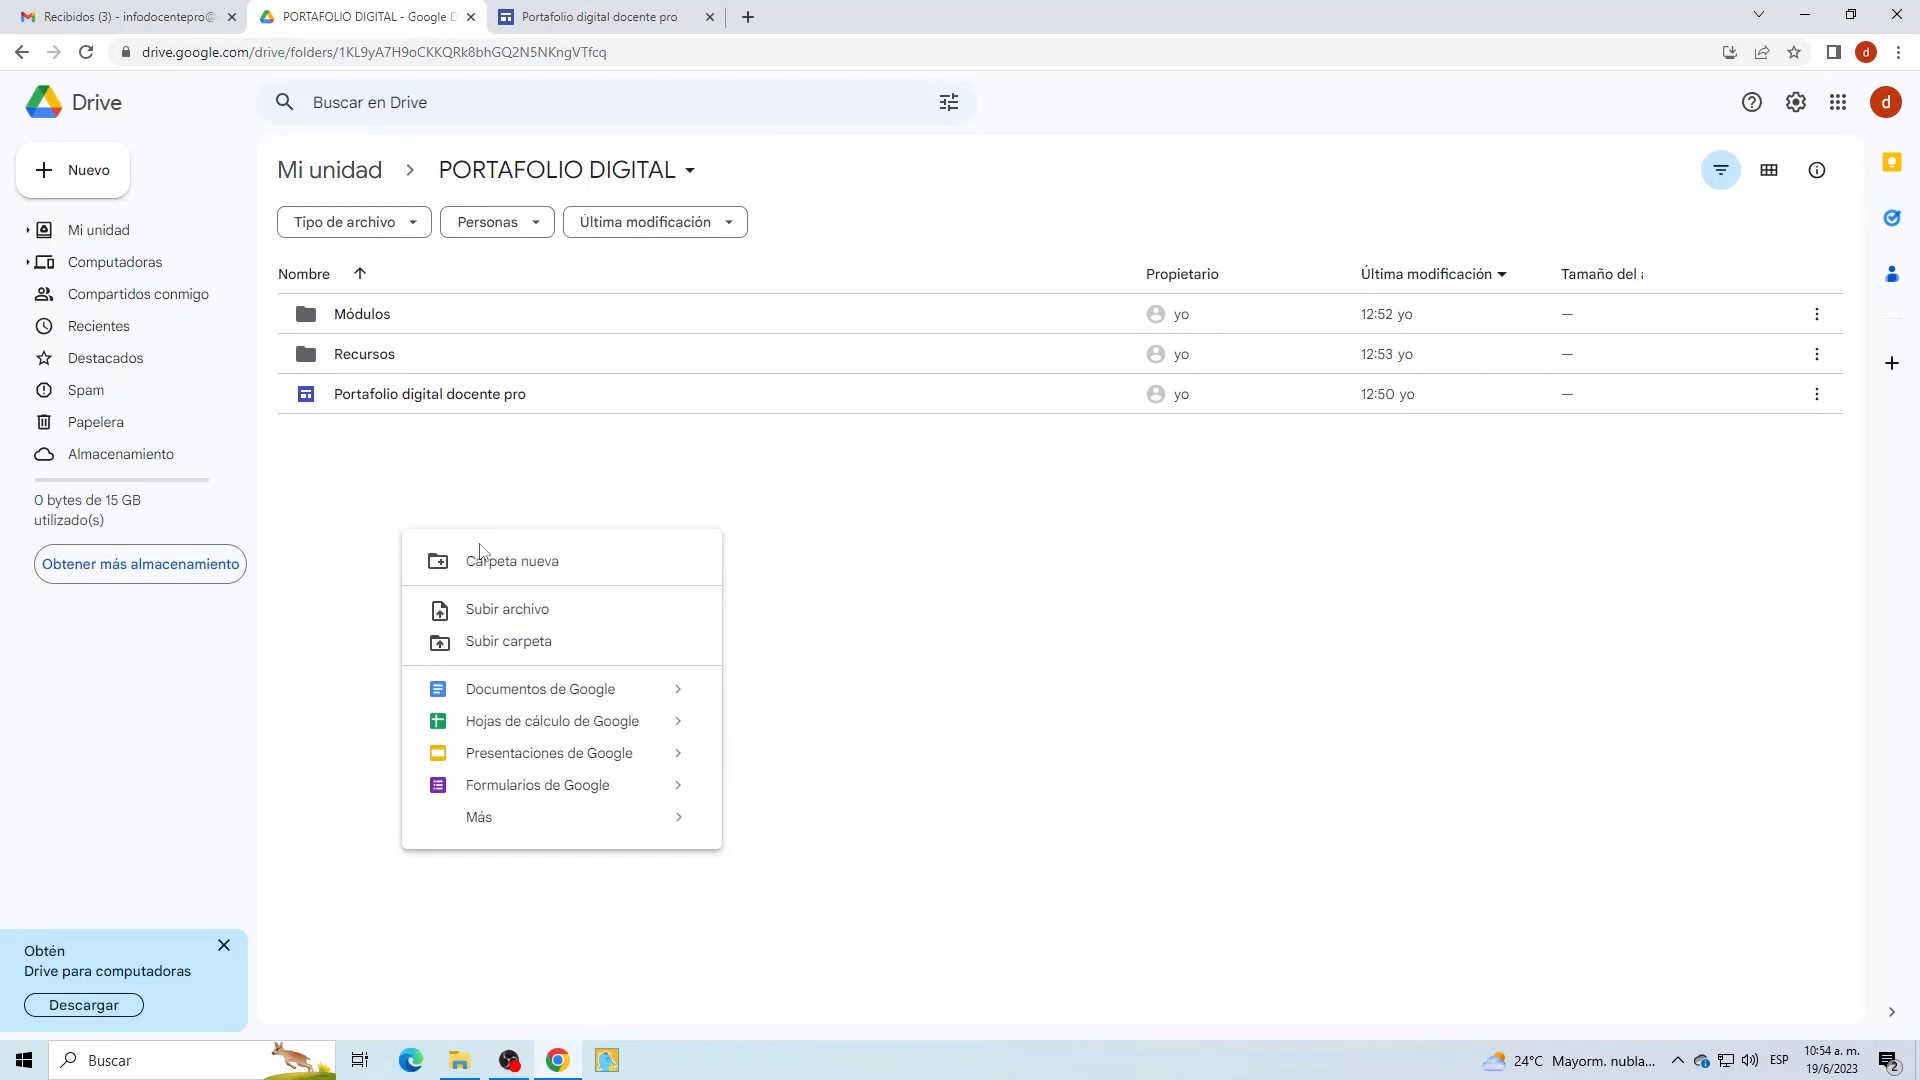 Recibidos (3) - infodocentepro@
PORTAFOLIO DIGITAL - Google D
Portafolio digital docente pro
drive.google.com/drive/folders/1KL9yA7H9oCKKQRk8bhGQ2N5NKngVTfcq
d
Drive
Buscar en Drive
d
Nuevo
Mi unidad
PORTAFOLIO DIGITAL
Tipo de archivo
Personas
Última modificación
Mi unidad
Computadoras
Compartidos conmigo
Recientes
Destacados
Spam
Papelera
Almacenamiento
0 bytes de 15 GB
utilizado(s)
Obtener más almacenamiento
Nombre
Propietario
Última modificación
Tamaño del
Módulos
yo
12:52 yo
—
Recursos
yo
12:53 yo
—
Portafolio digital docente pro
yo
12:50 yo
—
Carpeta nueva
Subir archivo
Subir carpeta
Documentos de Google
Hojas de cálculo de Google
Presentaciones de Google
Formularios de Google
Más
Obtén
Drive para computadoras
Descargar
Buscar
24°C Mayorm. nubla...
ESP
10:54 a. m.
19/6/2023
2